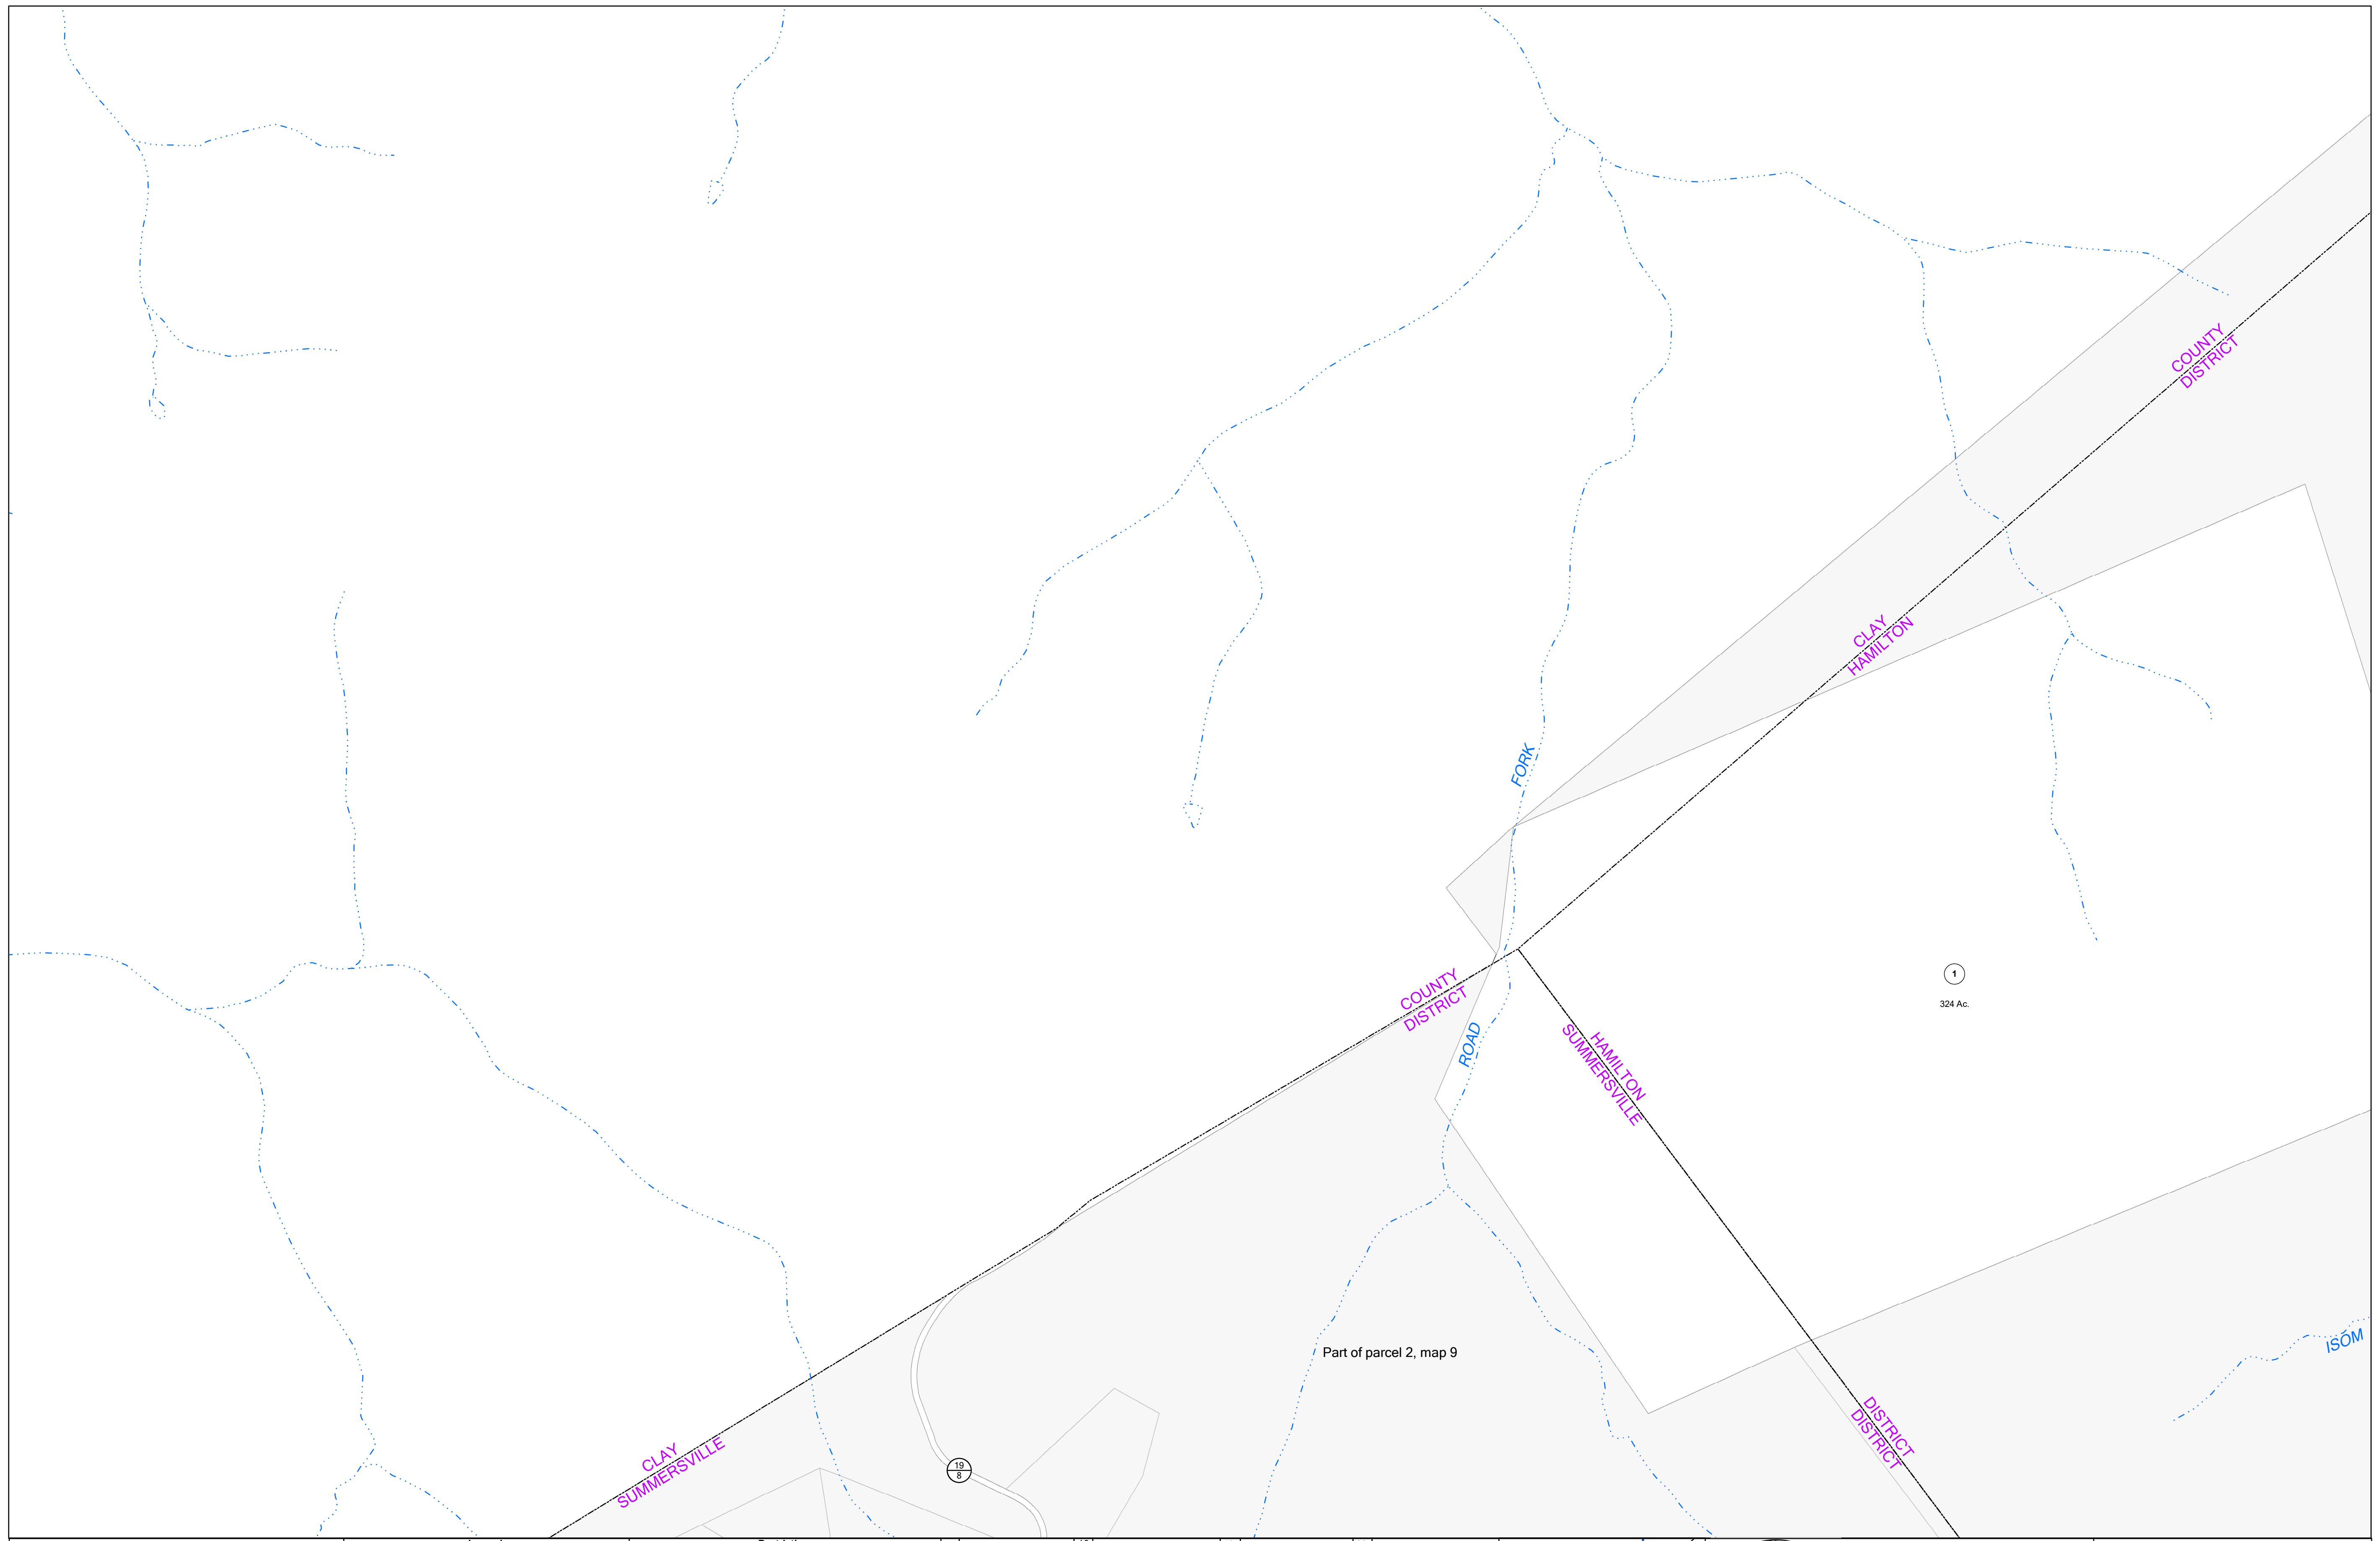 COUNTY
DISTRICT
CLAY
HAMILTON
FORK
COUNTY
DISTRICT
1
324 Ac.
ROAD
HAMILTON
SUMMERSVILLE
ISOM
Part of parcel 2, map 9
DISTRICT
DISTRICT
CLAY
SUMMERSVILLE
19
8